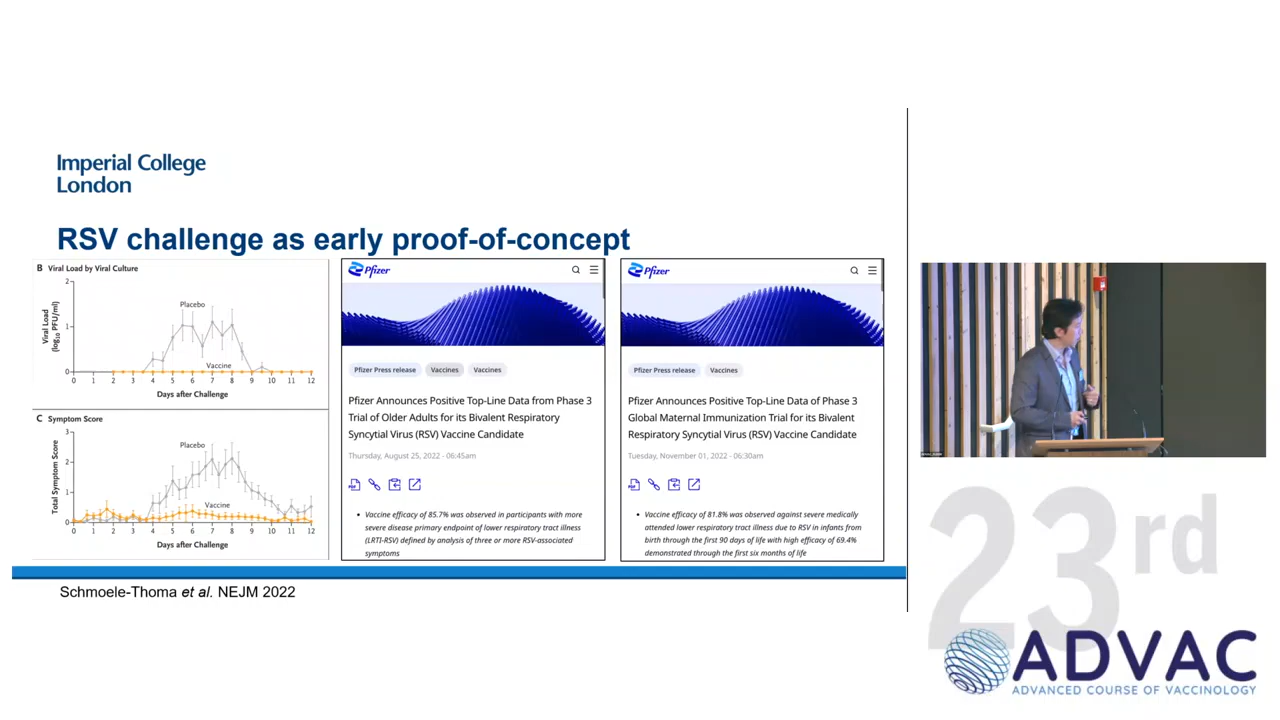 Imperial College
London
RSV challenge as early proof-of-concept
B Viral Load by Viral Culture
Viral Load
(log10 PFU/ml)
2
1
0
Placebo
Vaccine
0 1 2 3 4 5 6 7 8 9 10 11 12
Days after Challenge
C Symptom Score
Total Symptom Score
3
2
1
0
Placebo
Vaccine
0 1 2 3 4 5 6 7 8 9 10 11 12
Days after Challenge
Pfizer
Pfizer Press release Vaccines Vaccines
Pfizer Announces Positive Top-Line Data from Phase 3
Trial of Older Adults for its Bivalent Respiratory
Syncytial Virus (RSV) Vaccine Candidate
Thursday, August 25, 2022 - 06:45am
• Vaccine efficacy of 85.7% was observed in participants with more
severe disease primary endpoint of lower respiratory tract illness
(LRTI-RSV) defined by analysis of three or more RSV-associated
symptoms
Pfizer
Pfizer Press release Vaccines
Pfizer Announces Positive Top-Line Data of Phase 3
Global Maternal Immunization Trial for its Bivalent
Respiratory Syncytial Virus (RSV) Vaccine Candidate
Tuesday, November 01, 2022 - 06:30am
• Vaccine efficacy of 81.8% was observed against severe medically
attended lower respiratory tract illness due to RSV in infants from
birth through the first 90 days of life with high efficacy of 69.4%
demonstrated through the first six months of life
Schmoele-Thoma et al. NEJM 2022
23rd
ADVAC
ADVANCED COURSE OF VACCINOLOGY